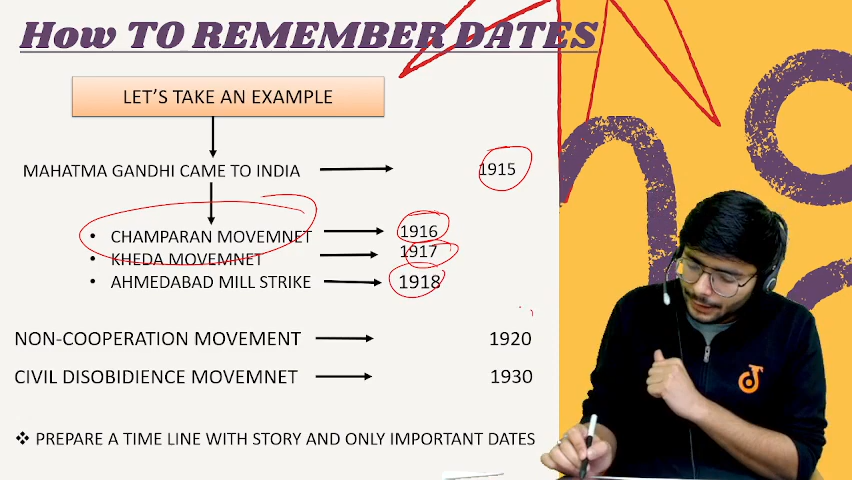 How TO REMEMBER DATES
LET'S TAKE AN EXAMPLE
MAHATMA GANDHI CAME TO INDIA 1915
• CHAMPARAN MOVEMNET 1916
• KHEDA MOVEMNET 1917
• AHMEDABAD MILL STRIKE 1918
NON-COOPERATION MOVEMENT 1920
CIVIL DISOBIDIENCE MOVEMNET 1930
❖ PREPARE A TIME LINE WITH STORY AND ONLY IMPORTANT DATES